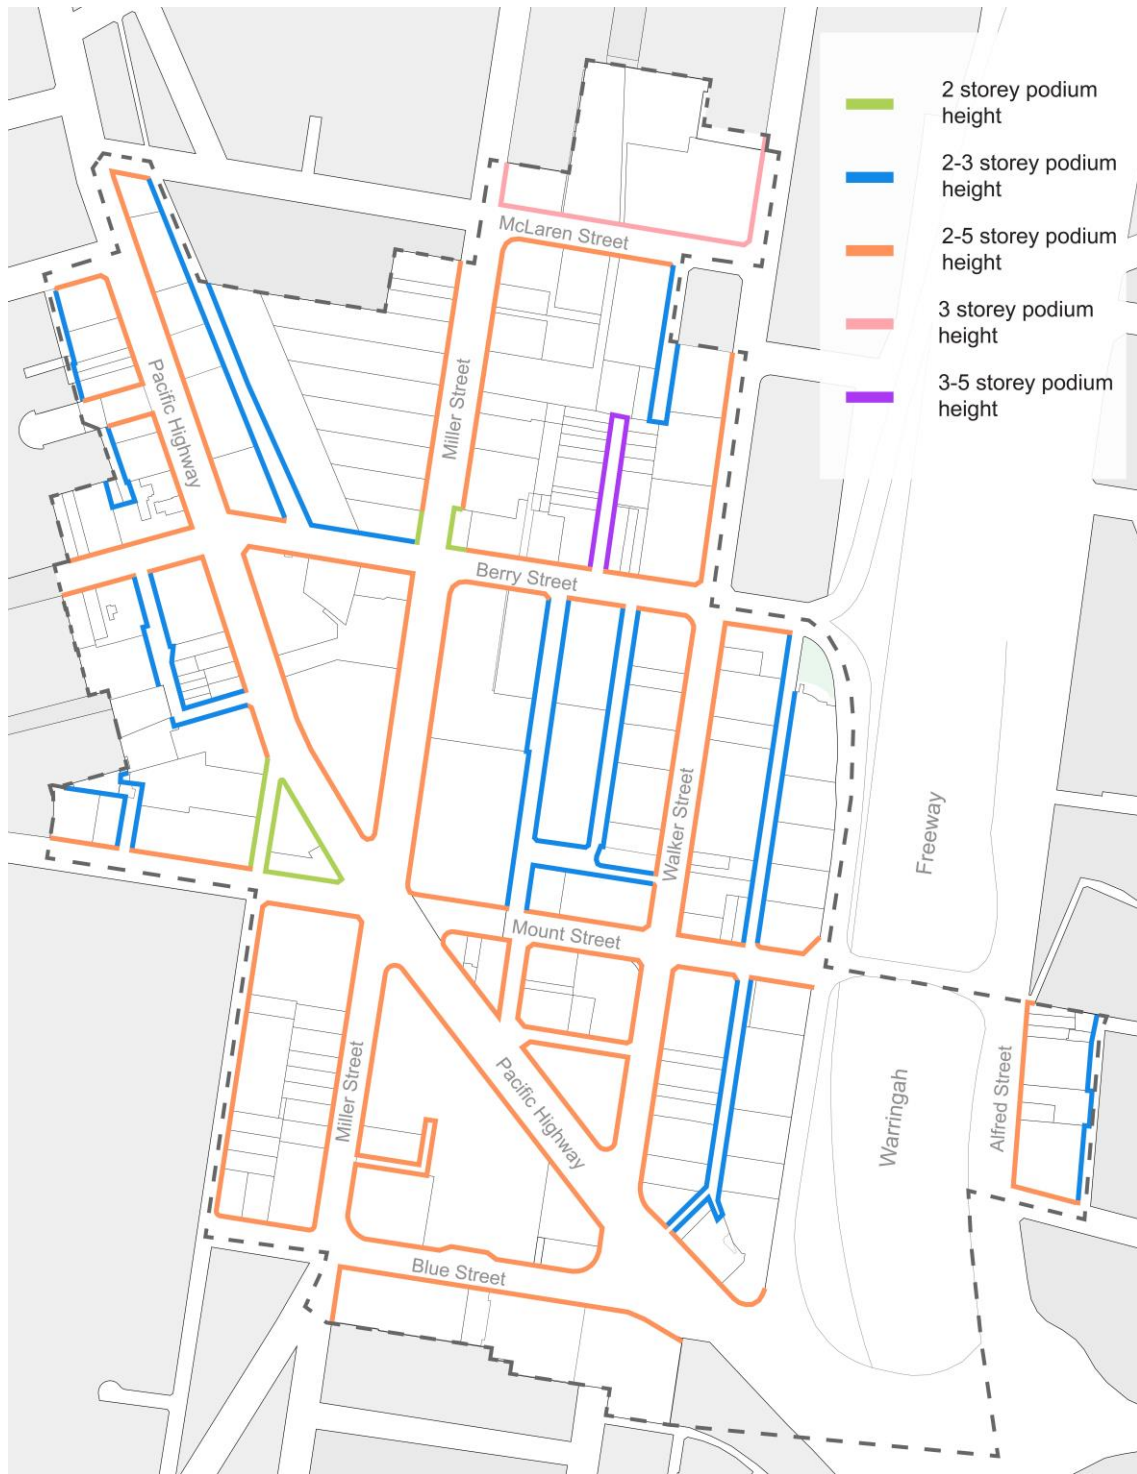 2 storey podium
height
2-3 storey podium
height
2-5 storey podium
height
3 storey podium
height
3-5 storey podium
height
McLaren Street
Miller Street
Pacific Highway
Berry Street
Walker Street
Freeway
Mount Street
Pacific Highway
Miller Street
Alfred Street
Warringah
Blue Street